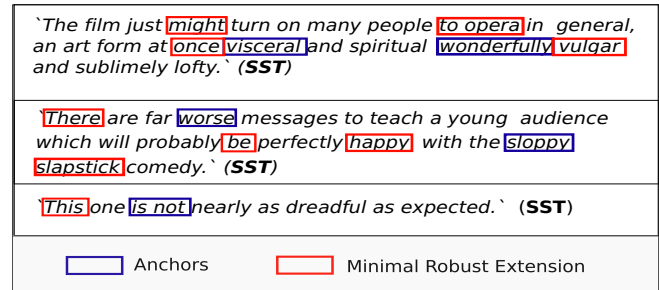 `The film just might turn on many people to opera in general,
an art form at once visceral and spiritual wonderfully vulgar
and sublimely lofty.` (SST)
`There are far worse messages to teach a young audience
which will probably be perfectly happy with the sloppy
slapstick comedy.` (SST)
`This one is not nearly as dreadful as expected.` (SST)
Anchors Minimal Robust Extension